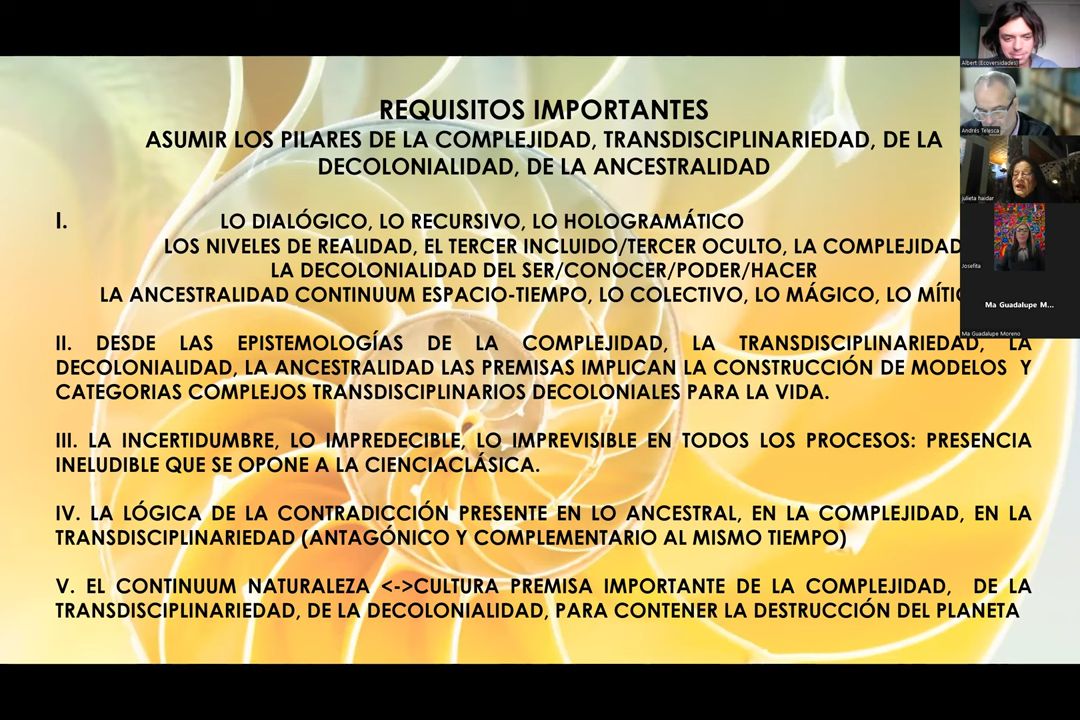 REQUISITOS IMPORTANTES
ASUMIR LOS PILARES DE LA COMPLEJIDAD, TRANSDISCIPLINARIEDAD, DE LA
DECOLONIALIDAD, DE LA ANCESTRALIDAD
I. LO DIALÓGICO, LO RECURSIVO, LO HOLOGRAMÁTICO
LOS NIVELES DE REALIDAD, EL TERCER INCLUIDO/TERCER OCULTO, LA COMPLEJIDAD
LA DECOLONIALIDAD DEL SER/CONOCER/PODER/HACER
LA ANCESTRALIDAD CONTINUUM ESPACIO-TIEMPO, LO COLECTIVO, LO MÁGICO, LO
II. DESDE LAS EPISTEMOLOGÍAS DE LA COMPLEJIDAD, LA TRANSDISCIPLINARIEDAD, LA
DECOLONIALIDAD, LA ANCESTRALIDAD LAS PREMISAS IMPLICAN LA CONSTRUCCIÓN DE MODELOS Y
CATEGORIAS COMPLEJOS TRANSDISCIPLINARIOS DECOLONIALES PARA LA VIDA.
III. LA INCERTIDUMBRE, LO IMPREDECIBLE, LO IMPREVISIBLE EN TODOS LOS PROCESOS: PRESENCIA
INELUDIBLE QUE SE OPONE A LA CIENCIACLÁSICA.
IV. LA LÓGICA DE LA CONTRADICCIÓN PRESENTE EN LO ANCESTRAL, EN LA COMPLEJIDAD, EN LA
TRANSDISCIPLINARIEDAD (ANTAGÓNICO Y COMPLEMENTARIO AL MISMO TIEMPO)
V. EL CONTINUUM NATURALEZA <->CULTURA PREMISA IMPORTANTE DE LA COMPLEJIDAD, DE LA
TRANSDISCIPLINARIEDAD, DE LA DECOLONIALIDAD, PARA CONTENER LA DESTRUCCIÓN DEL PLANETA
Albert (Ecoversidades)
Andrés Telesca
julieta haidar
Josefita
Ma Guadalupe M...
Ma Guadalupe Moreno